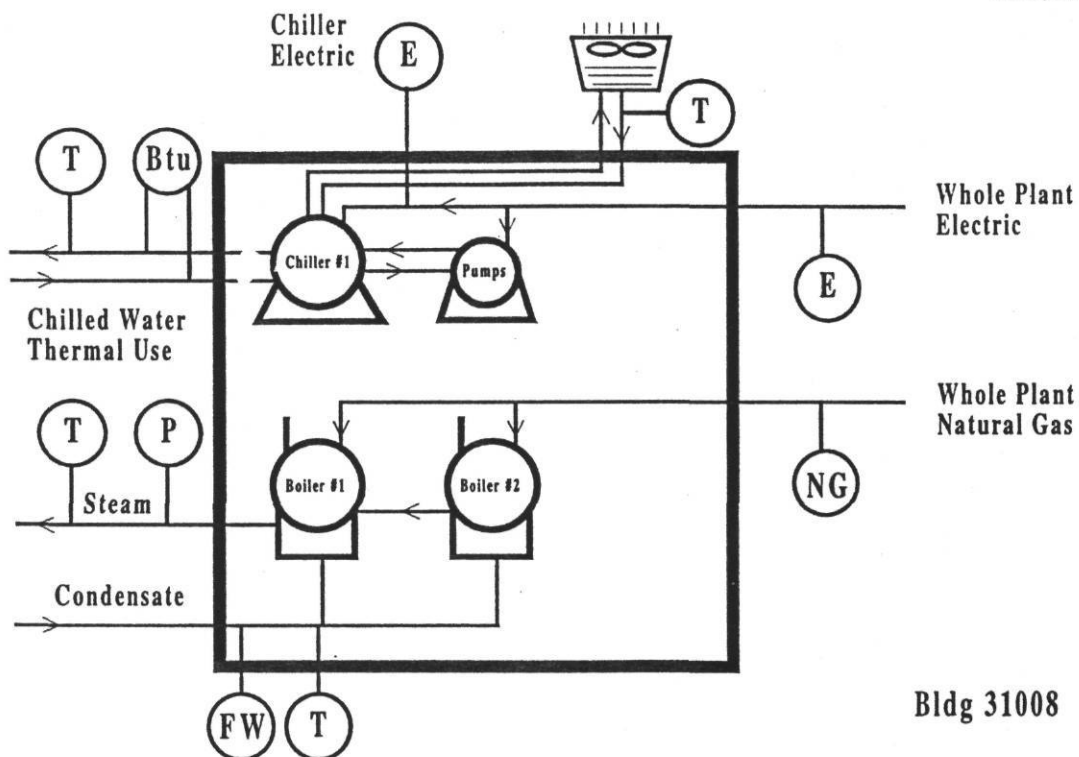 Chiller
Electric
E
T
T
Btu
Whole Plant
Electric
Chiller #1
Pumps
E
Chilled Water
Thermal Use
Whole Plant
Natural Gas
T
P
NG
Boiler #1
Boiler #2
Steam
Condensate
FW
T
Bldg 31008